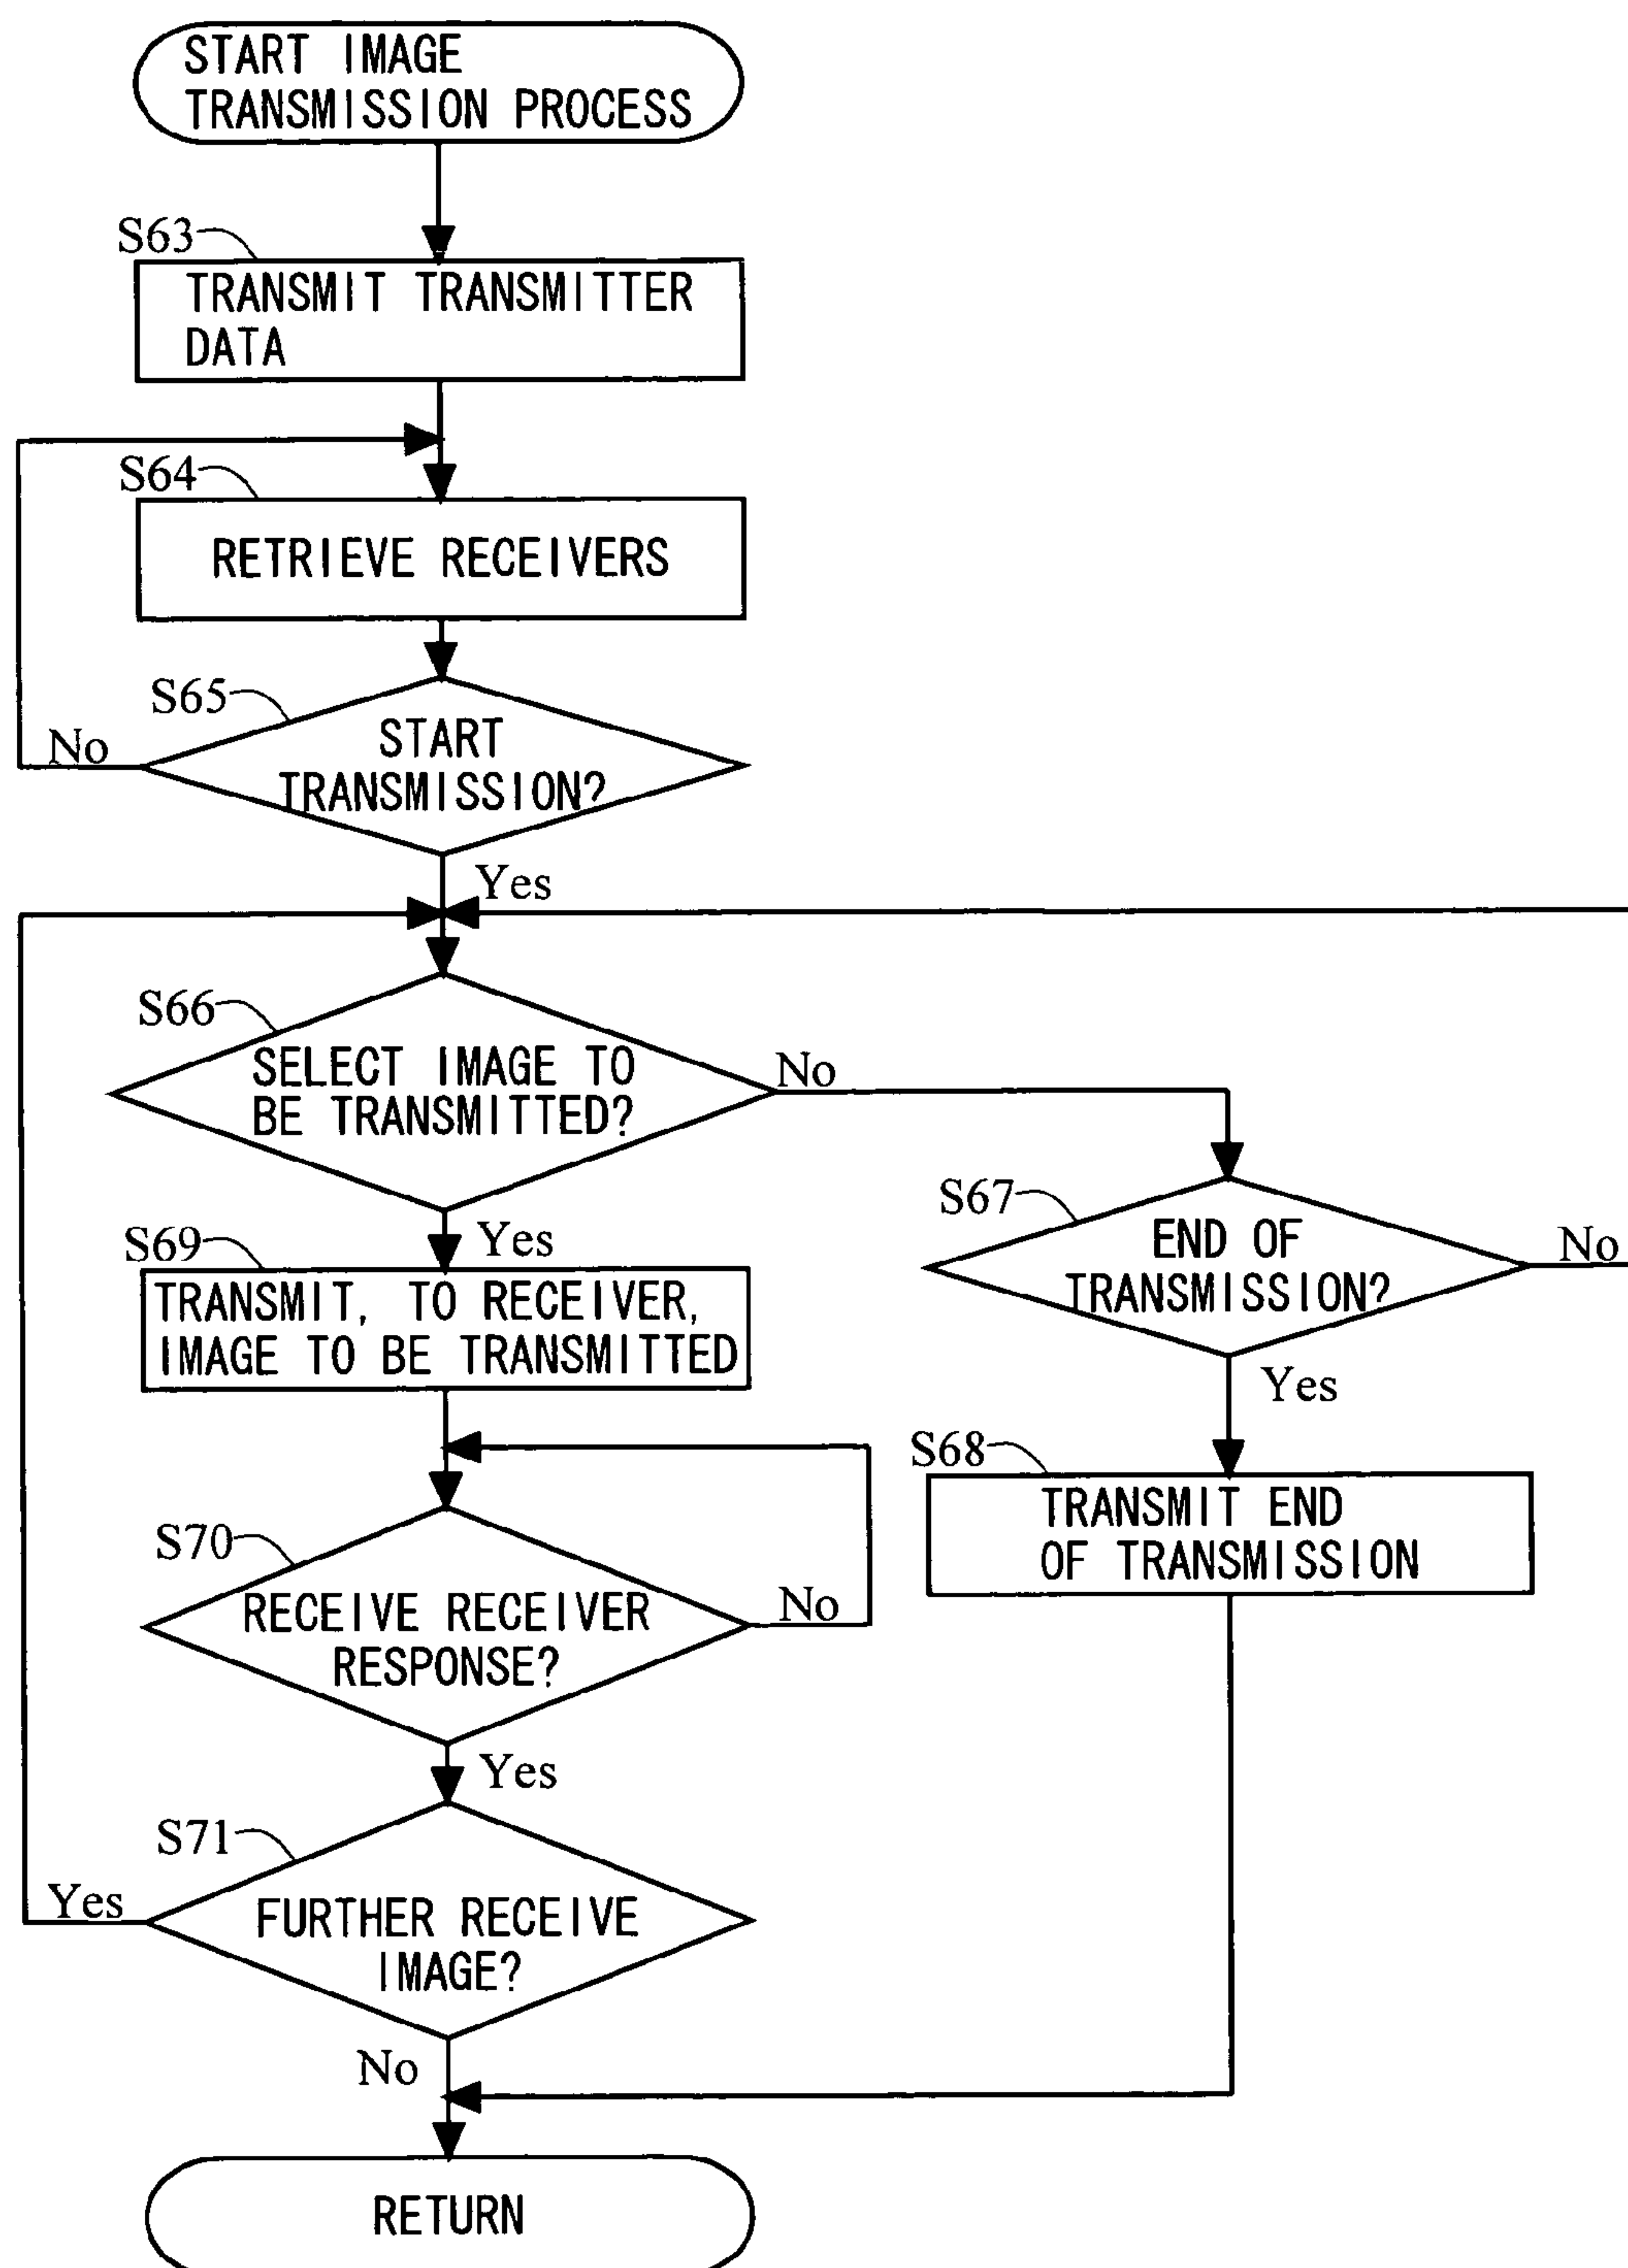 START IMAGE
TRANSMISSION PROCESS
S63
TRANSMIT TRANSMITTER
DATA
S64
RETRIEVE RECEIVERS
S65
START
TRANSMISSION?
No
Yes
S66
SELECT IMAGE TO
BE TRANSMITTED?
No
Yes
S67
END OF
TRANSMISSION?
No
Yes
S68
TRANSMIT END
OF TRANSMISSION
S69
TRANSMIT, TO RECEIVER,
IMAGE TO BE TRANSMITTED
S70
RECEIVE RECEIVER
RESPONSE?
No
Yes
S71
FURTHER RECEIVE
IMAGE?
Yes
No
RETURN